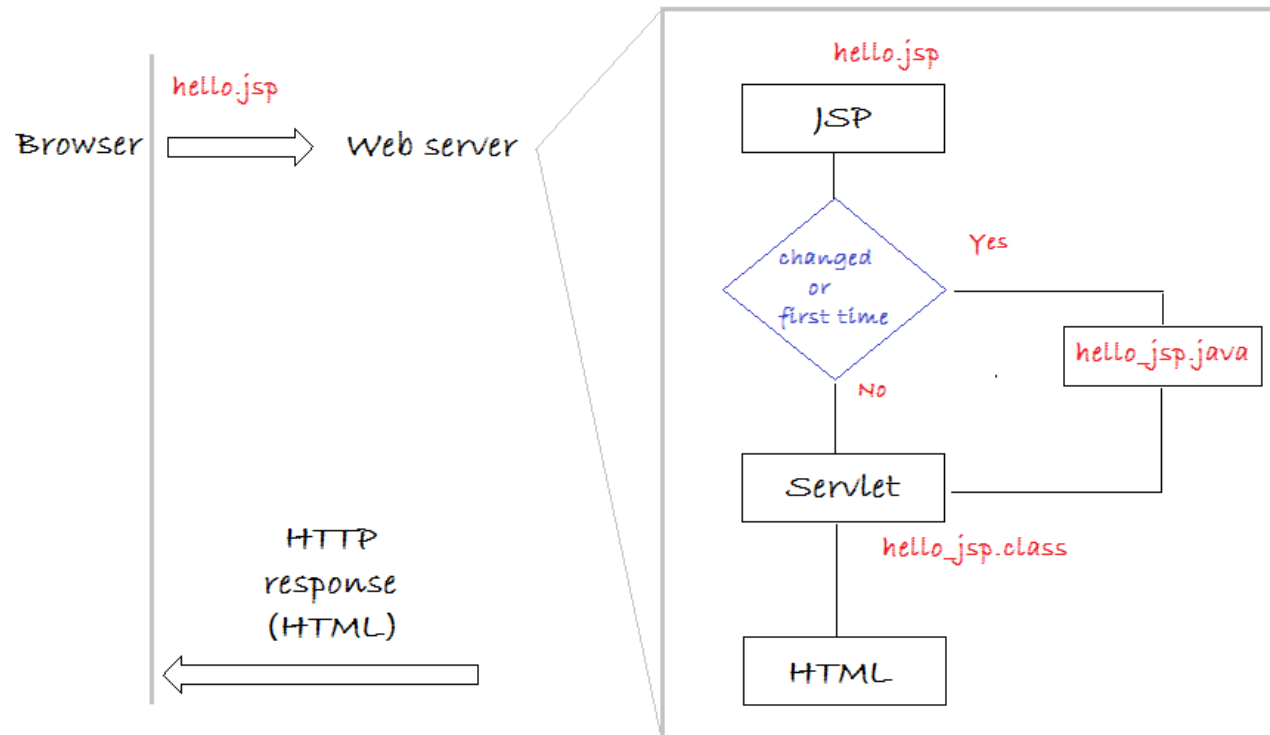 hello.jsp
Browser
Web server
HTTP
response
(HTML)
hello.jsp
JSP
changed
or
first time
Yes
hello_jsp.java
No
Servlet
hello_jsp.class
HTML